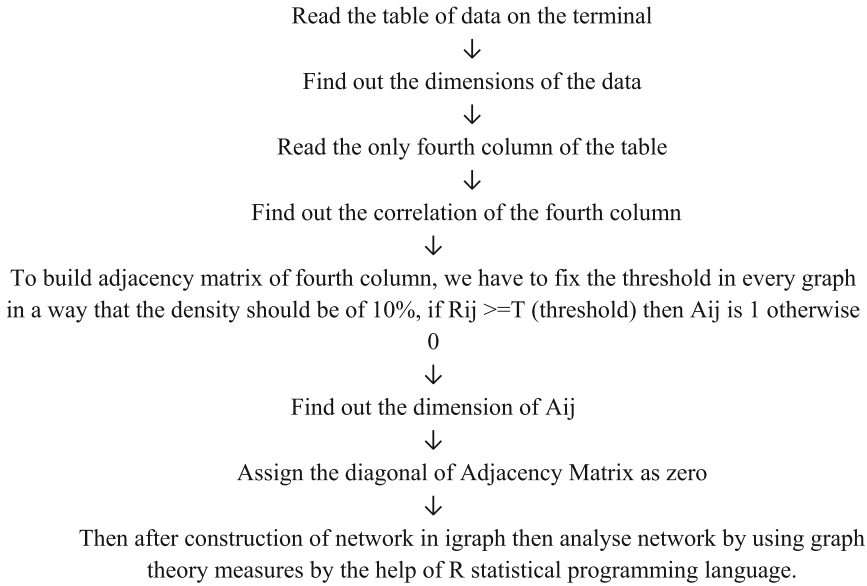 Read the table of data on the terminal
↓
Find out the dimensions of the data
↓
Read the only fourth column of the table
↓
Find out the correlation of the fourth column
↓
To build adjacency matrix of fourth column, we have to fix the threshold in every graph
in a way that the density should be of 10%, if Rij >=T (threshold) then Aij is 1 otherwise
0
↓
Find out the dimension of Aij
↓
Assign the diagonal of Adjacency Matrix as zero
↓
Then after construction of network in igraph then analyse network by using graph
theory measures by the help of R statistical programming language.